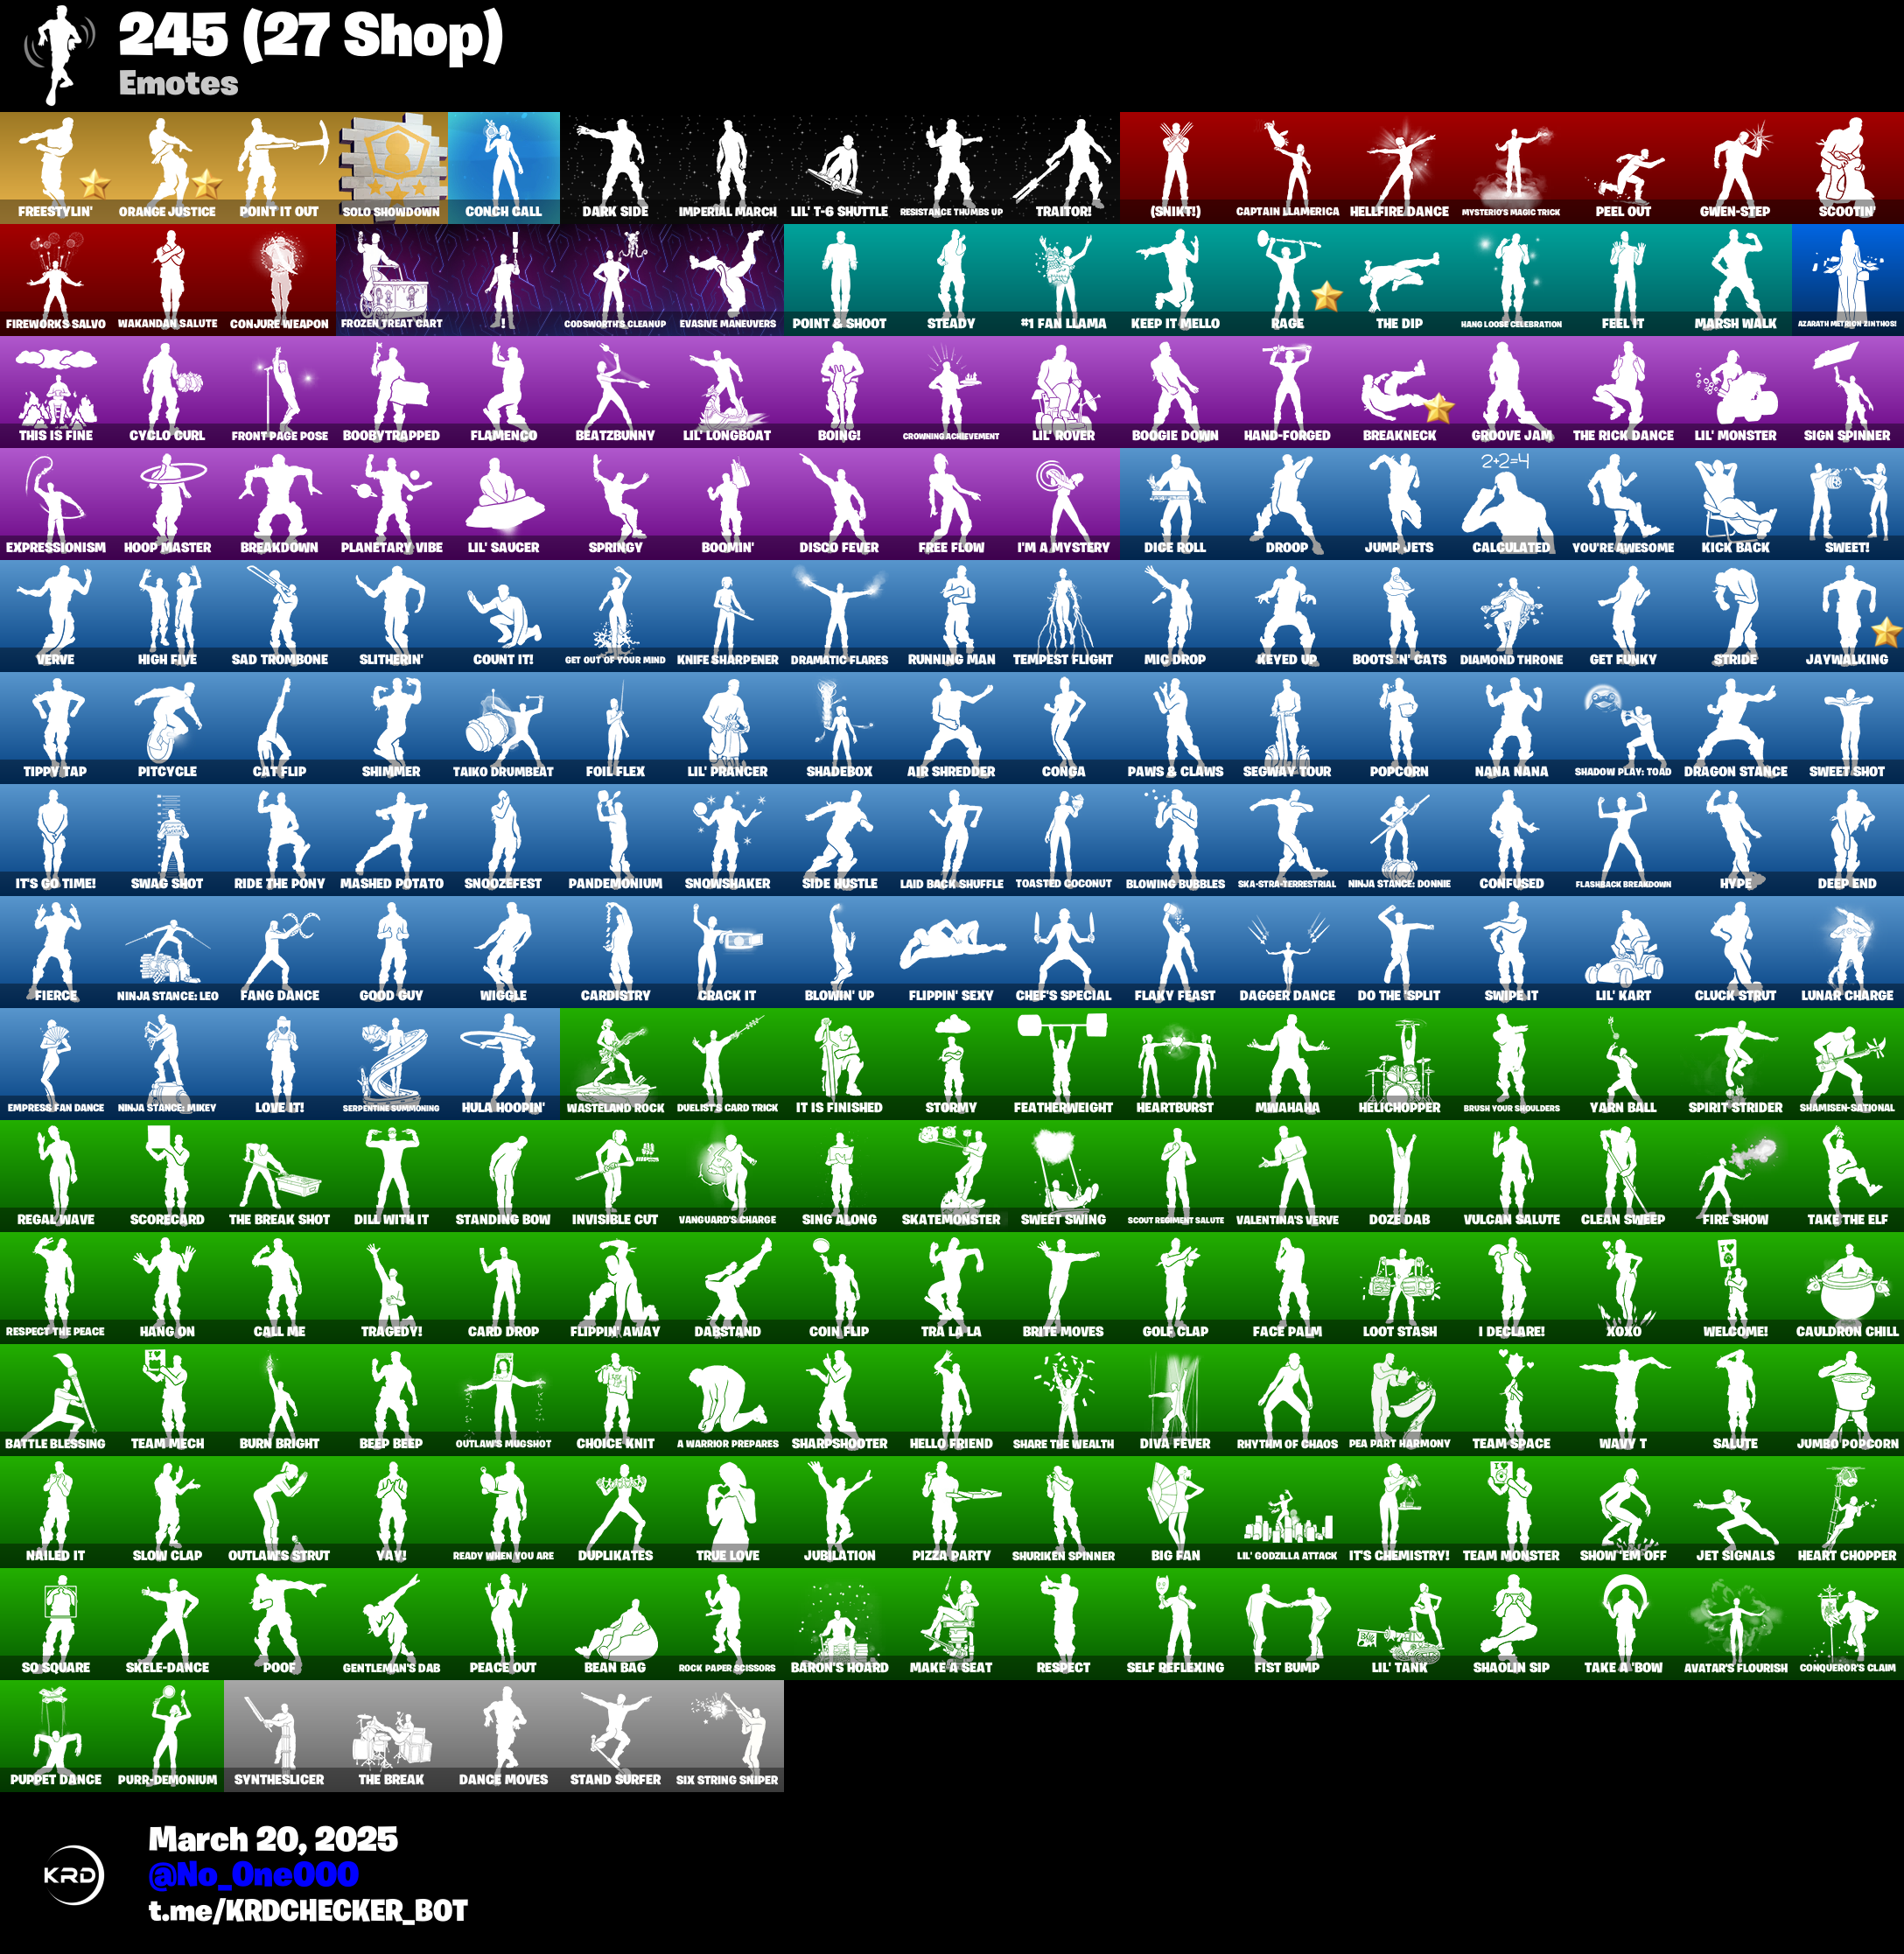 245 (27 Shop)
Emotes
FREESTYLIN' ORANGE JUSTICE POINT IT OUT SOLO SHOWDOWN CONCH CALL DARK SIDE IMPERIAL MARCH LIL' T-6 SHUTTLE RESISTANCE THUMBS UP TRAITOR! (SNIKT!) CAPTAIN LLAMERICA HELLFIRE DANCE MYSTERIO'S MAGIC TRICK PEEL OUT GWEN-STEP SCOOTIN'
FIREWORKS SALVO WAKANDAN SALUTE CONJURE WEAPON FROZEN TREAT CART ! CODSWORTH'S CLEANUP EVASIVE MANEUVERS POINT & SHOOT STEADY #1 FAN LLAMA KEEP IT MELLO RAGE THE DIP HANG LOOSE CELEBRATION FEEL IT MARSH WALK AZARATH METRION ZINTHOS!
THIS IS FINE CYCLO CURL FRONT PAGE POSE BOOBYTRAPPED FLAMENCO BEATZBUNNY LIL' LONGBOAT BOING! CROWNING ACHIEVEMENT LIL' ROVER BOOGIE DOWN HAND-FORGED BREAKNECK GROOVE JAM THE RICK DANCE LIL' MONSTER SIGN SPINNER
2+2=4
EXPRESSIONISM HOOP MASTER BREAKDOWN PLANETARY VIBE LIL' SAUCER SPRINGY BOOMIN' DISCO FEVER FREE FLOW I'M A MYSTERY DICE ROLL DROOP JUMP JETS CALCULATED YOU'RE AWESOME KICK BACK SWEET!
VERVE HIGH FIVE SAD TROMBONE SLITHERIN' COUNT IT! GET OUT OF YOUR MIND KNIFE SHARPENER DRAMATIC FLARES RUNNING MAN TEMPEST FLIGHT MIC DROP KEYED UP BOOTS 'N' CATS DIAMOND THRONE GET FUNKY STRIDE JAYWALKING
TIPPY TAP PITCYCLE CAT FLIP SHIMMER TAIKO DRUMBEAT FOIL FLEX LIL' PRANCER SHADEBOX AIR SHREDDER CONGA PAWS & CLAWS SEGWAY TOUR POPCORN NANA NANA SHADOW PLAY: TOAD DRAGON STANCE SWEET SHOT
IT'S GO TIME! SWAG SHOT RIDE THE PONY MASHED POTATO SNOOZEFEST PANDEMONIUM SNOWSHAKER SIDE HUSTLE LAID BACK SHUFFLE TOASTED COCONUT BLOWING BUBBLES SKA-STRA-TERRESTRIAL NINJA STANCE: DONNIE CONFUSED FLASHBACK BREAKDOWN HYPE DEEP END
FIERCE NINJA STANCE: LEO FANG DANCE GOOD GUY WIGGLE CARDISTRY CRACK IT BLOWIN' UP FLIPPIN' SEXY CHEF'S SPECIAL FLAKY FEAST DAGGER DANCE DO THE 'SPLIT SWIPE IT LIL' KART CLUCK STRUT LUNAR CHARGE
EMPRESS FAN DANCE NINJA STANCE: MIKEY LOVE IT! SERPENTINE SUMMONING HULA HOOPIN' WASTELAND ROCK DUELIST'S CARD TRICK IT IS FINISHED STORMY FEATHERWEIGHT HEARTBURST MWAHAHA HELICHOPPER BRUSH YOUR SHOULDERS YARN BALL SPIRIT STRIDER SHAMISEN-SATIONAL
REGAL WAVE SCORECARD THE BREAK SHOT DILL WITH IT STANDING BOW INVISIBLE CUT VANGUARD'S CHARGE SING ALONG SKATEMONSTER SWEET SWING SCOUT REGIMENT SALUTE VALENTINA'S VERVE DOZE DAB VULCAN SALUTE CLEAN SWEEP FIRE SHOW TAKE THE ELF
RESPECT THE PEACE HANG ON CALL ME TRAGEDY! CARD DROP FLIPPIN' AWAY DABSTAND COIN FLIP TRA LA LA BRITE MOVES GOLF CLAP FACE PALM LOOT STASH I DECLARE! XOXO WELCOME! CAULDRON CHILL
BATTLE BLESSING TEAM MECH BURN BRIGHT BEEP BEEP OUTLAW'S MUGSHOT CHOICE KNIT A WARRIOR PREPARES SHARPSHOOTER HELLO FRIEND SHARE THE WEALTH DIVA FEVER RHYTHM OF CHAOS PEA PART HARMONY TEAM SPACE WAVY T SALUTE JUMBO POPCORN
NAILED IT SLOW CLAP OUTLAW'S STRUT YAY! READY WHEN YOU ARE DUPLIKATES TRUE LOVE JUBILATION PIZZA PARTY SHURIKEN SPINNER BIG FAN LIL' GODZILLA ATTACK IT'S CHEMISTRY! TEAM MONSTER SHOW 'EM OFF JET SIGNALS HEART CHOPPER
SO SQUARE SKELE-DANCE POOF GENTLEMAN'S DAB PEACE OUT BEAN BAG ROCK PAPER SCISSORS BARON'S HOARD MAKE A SEAT RESPECT SELF REFLEXING FIST BUMP LIL' TANK SHAOLIN SIP TAKE A 'BOW AVATAR'S FLOURISH CONQUEROR'S CLAIM
PUPPET DANCE PURR-DEMONIUM SYNTHESLICER THE BREAK DANCE MOVES STAND SURFER SIX STRING SNIPER
March 20, 2025
KRD
@No_One000
t.me/KRDCHECKER_BOT